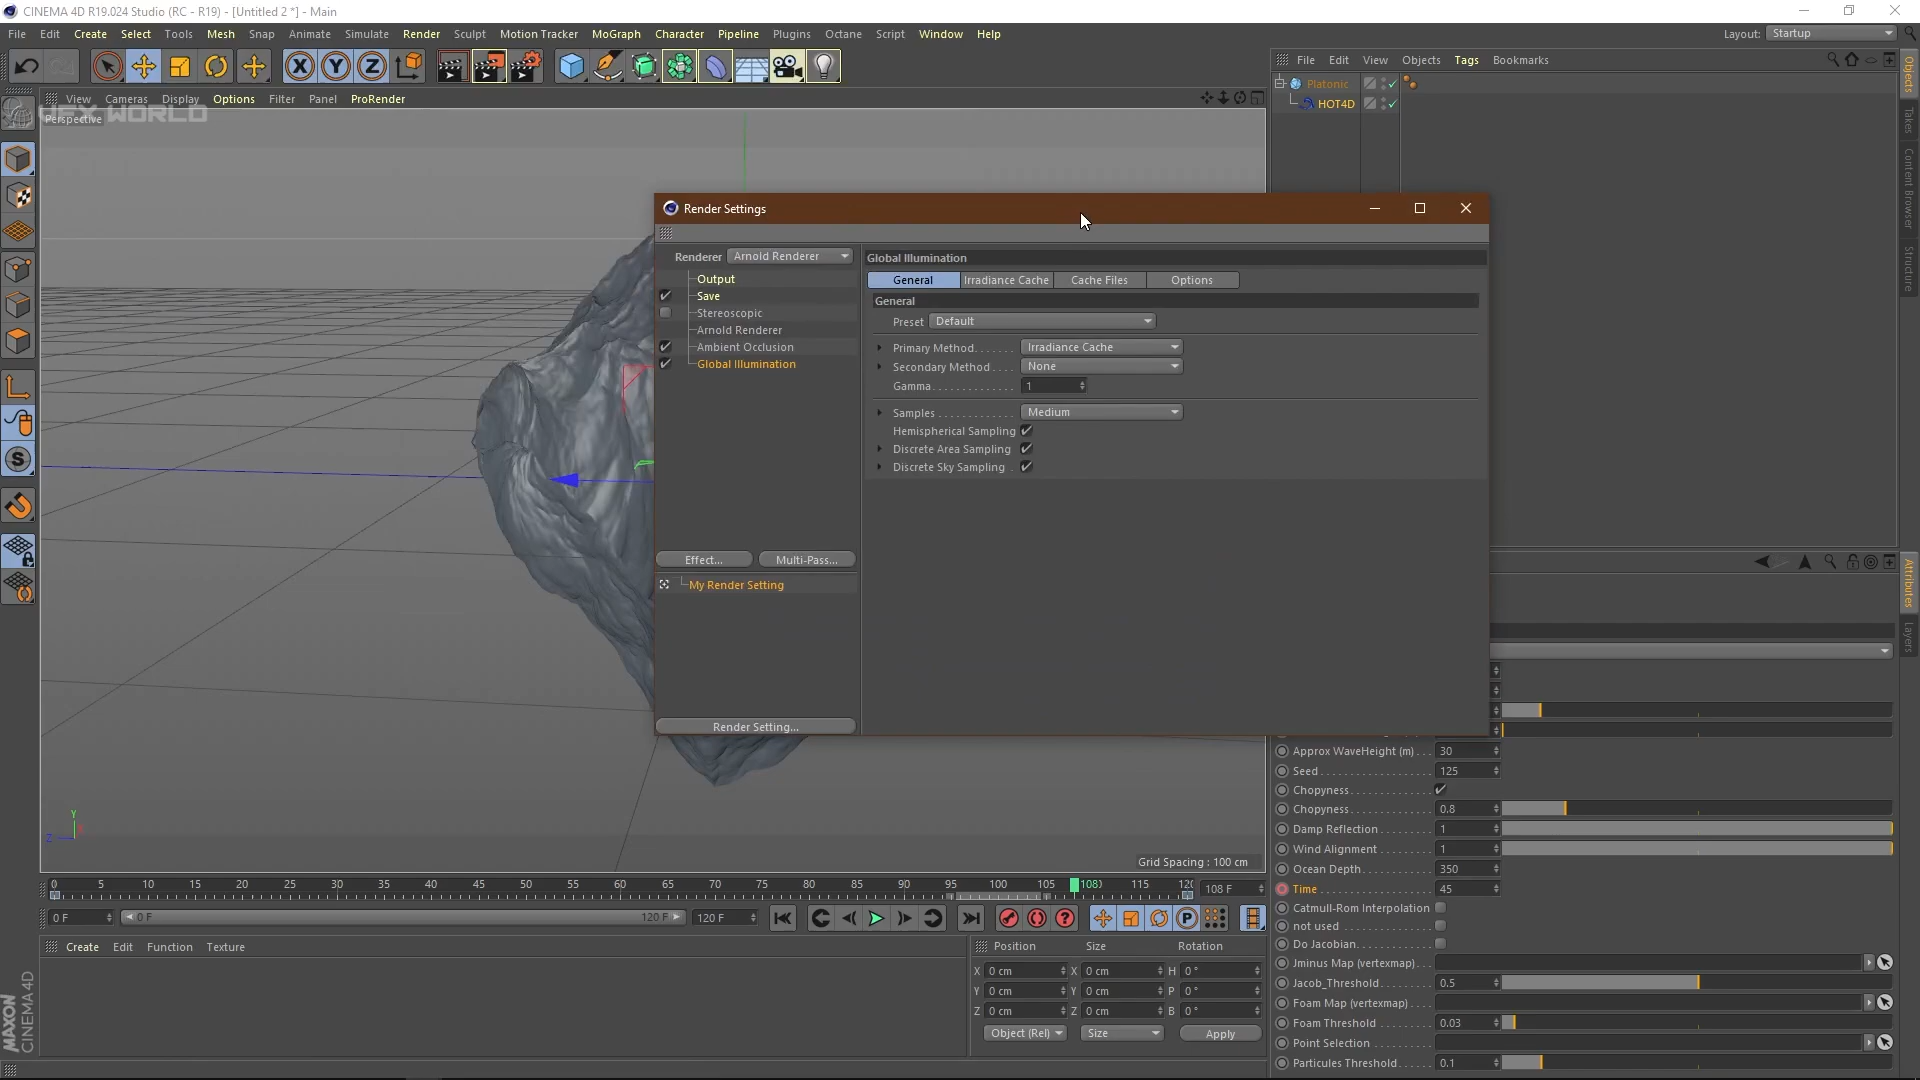 CINEMA 4D R19.024 Studio (RC - R19) - [Untitled 2 *] - Main
File Edit Create Select Tools Mesh Snap Animate Simulate Render Sculpt Motion Tracker MoGraph Character Pipeline Plugins Octane Script Window Help
Layout: Startup
View Cameras Display Options Filter Panel ProRender
File Edit View Objects Tags Bookmarks
VFX WORLD
Perspective
Platonic
HOT4D
Objects
Takes
Content Browser
Structure
Render Settings
Renderer Arnold Renderer
Output
Save
Stereoscopic
Arnold Renderer
Ambient Occlusion
Global Illumination
Effect...
Multi-Pass...
My Render Setting
Render Setting...
Global Illumination
General Irradiance Cache Cache Files Options
General
Preset Default
Primary Method....... Irradiance Cache
Secondary Method .... None
Gamma.............. 1
Samples ............ Medium
Hemispherical Sampling
Discrete Area Sampling
Discrete Sky Sampling .
Attributes
Layers
Approx WaveHeight (m) ... 30
Seed.................... 125
Chopyness..............
Chopyness.............. 0.8
Damp Reflection ........ 1
Wind Alignment ......... 1
Ocean Depth............ 350
Time ................... 45
Catmull-Rom Interpolation
not used ................
Do Jacobian.............
Jminus Map (vertexmap)...
Jacob_Threshold......... 0.5
Foam Map (vertexmap) ....
Foam Threshold ......... 0.03
Point Selection ..........
Particules Threshold..... 0.1
Y
Z
Grid Spacing : 100 cm
0 5 10 15 20 25 30 35 40 45 50 55 60 65 70 75 80 85 90 95 100 105 108 115 120
108 F
0 F
0 F
120 F
120 F
Create Edit Function Texture
Position Size Rotation
X 0 cm X 0 cm H 0 °
Y 0 cm Y 0 cm P 0 °
Z 0 cm Z 0 cm B 0 °
Object (Rel) Size Apply
MAXON
CINEMA 4D